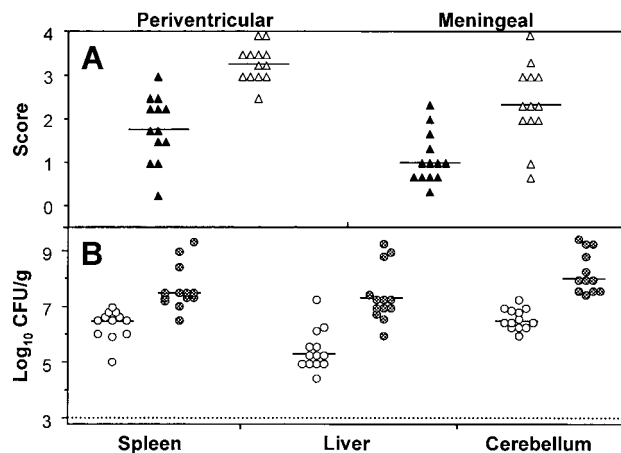 Periventricular Meningeal
A
Score
4
3
2
1
0
B
Log₁₀ CFU/g
9
7
5
3
Spleen Liver Cerebellum